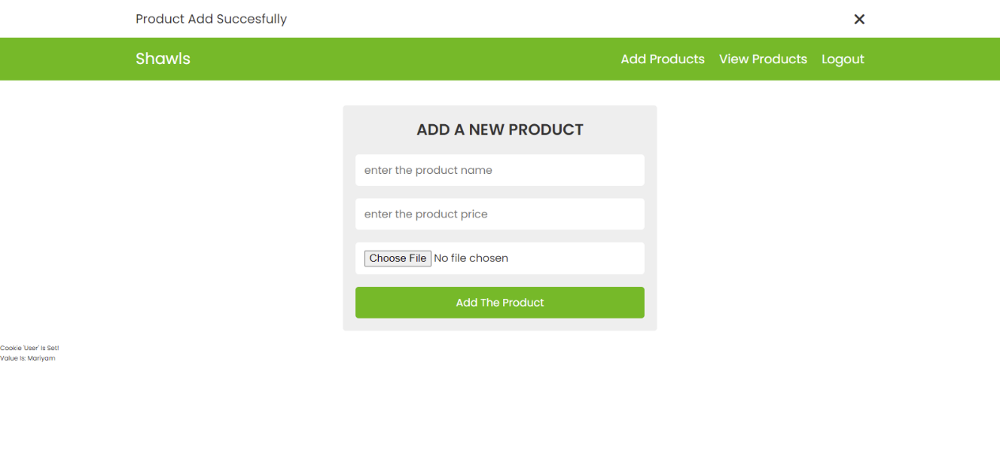 Product Add Succesfully
Shawls
Add Products View Products Logout
ADD A NEW PRODUCT
enter the product name
enter the product price
Choose File No file chosen
Add The Product
Cookie 'User' Is Set!
Value Is: Mariyam